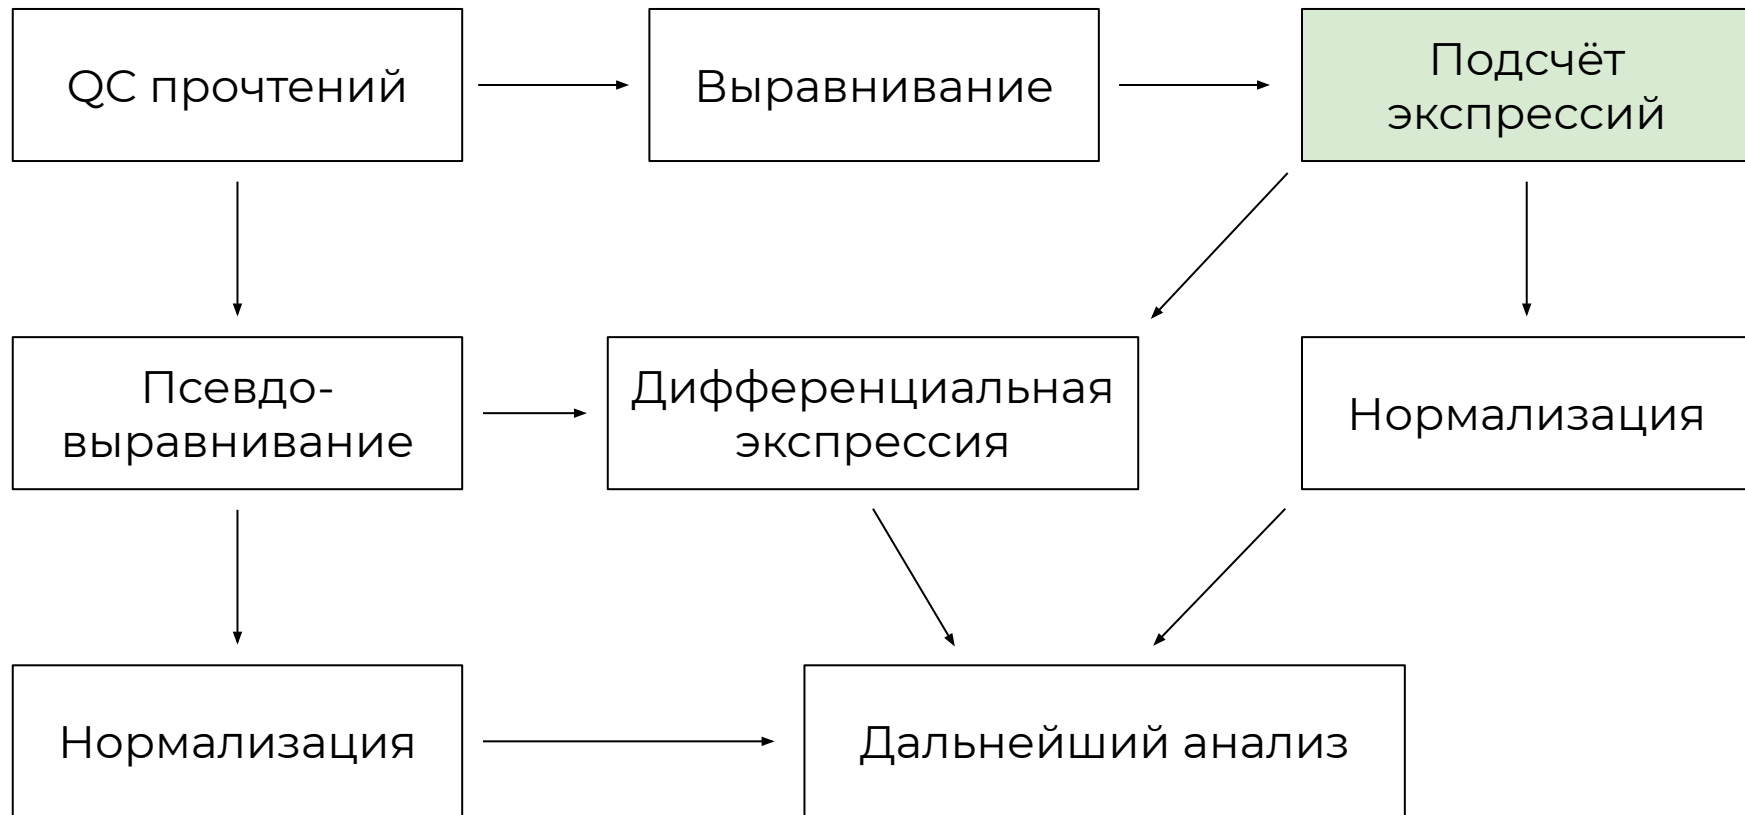 QC прочтений
Выравнивание
Подсчёт
экспрессий
Псевдо-
выравнивание
Дифференциальная
экспрессия
Нормализация
Нормализация
Дальнейший анализ